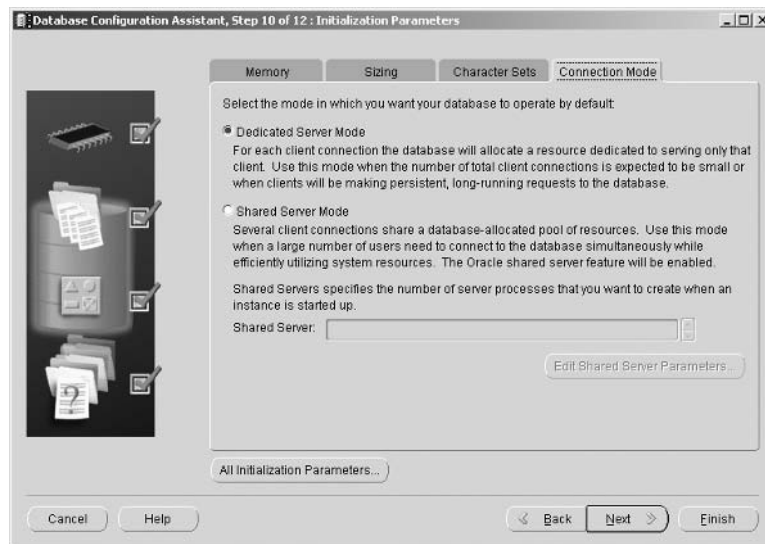 Database Configuration Assistant, Step 10 of 12 : Initialization Parameters
Memory
Sizing
Character Sets
Connection Mode
Select the mode in which you want your database to operate by default:
Dedicated Server Mode
For each client connection the database will allocate a resource dedicated to serving only that
client. Use this mode when the number of total client connections is expected to be small or
when clients will be making persistent, long-running requests to the database.
Shared Server Mode
Several client connections share a database-allocated pool of resources. Use this mode
when a large number of users need to connect to the database simultaneously while
efficiently utilizing system resources. The Oracle shared server feature will be enabled.
Shared Servers specifies the number of server processes that you want to create when an
instance is started up.
Shared Server:
Edit Shared Server Parameters...
?
All Initialization Parameters...
Cancel
Help
Back
Next
Finish